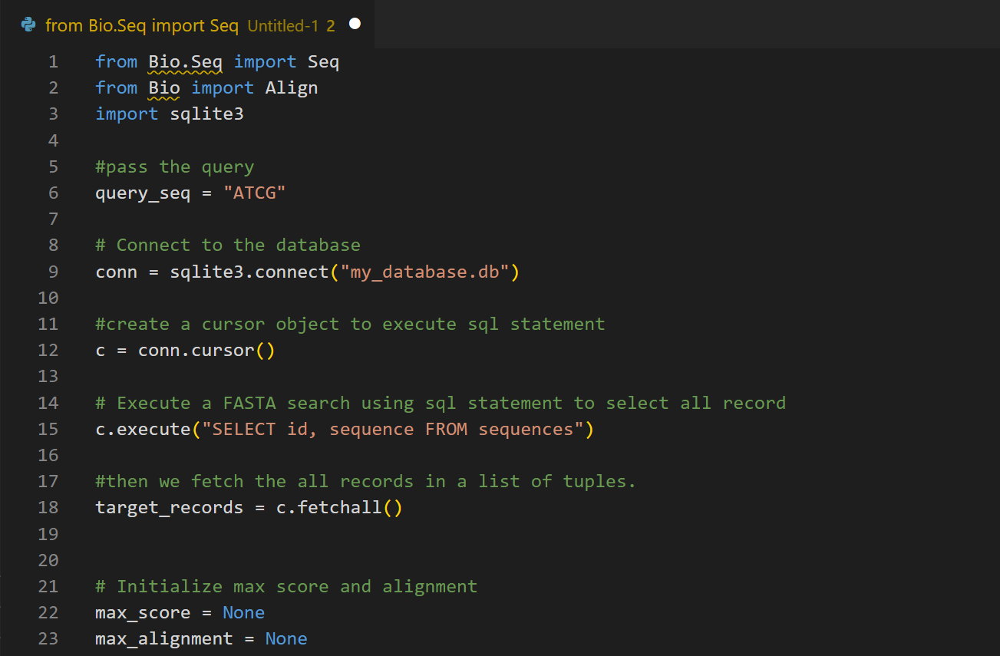 from Bio.Seq import Seq Untitled-1 2
1 from Bio.Seq import Seq
2 from Bio import Align
3 import sqlite3
4
5 #pass the query
6 query_seq = "ATCG"
7
8 # Connect to the database
9 conn = sqlite3.connect("my_database.db")
10
11 #create a cursor object to execute sql statement
12 c = conn.cursor()
13
14 # Execute a FASTA search using sql statement to select all record
15 c.execute("SELECT id, sequence FROM sequences")
16
17 #then we fetch the all records in a list of tuples.
18 target_records = c.fetchall()
19
20
21 # Initialize max score and alignment
22 max_score = None
23 max_alignment = None